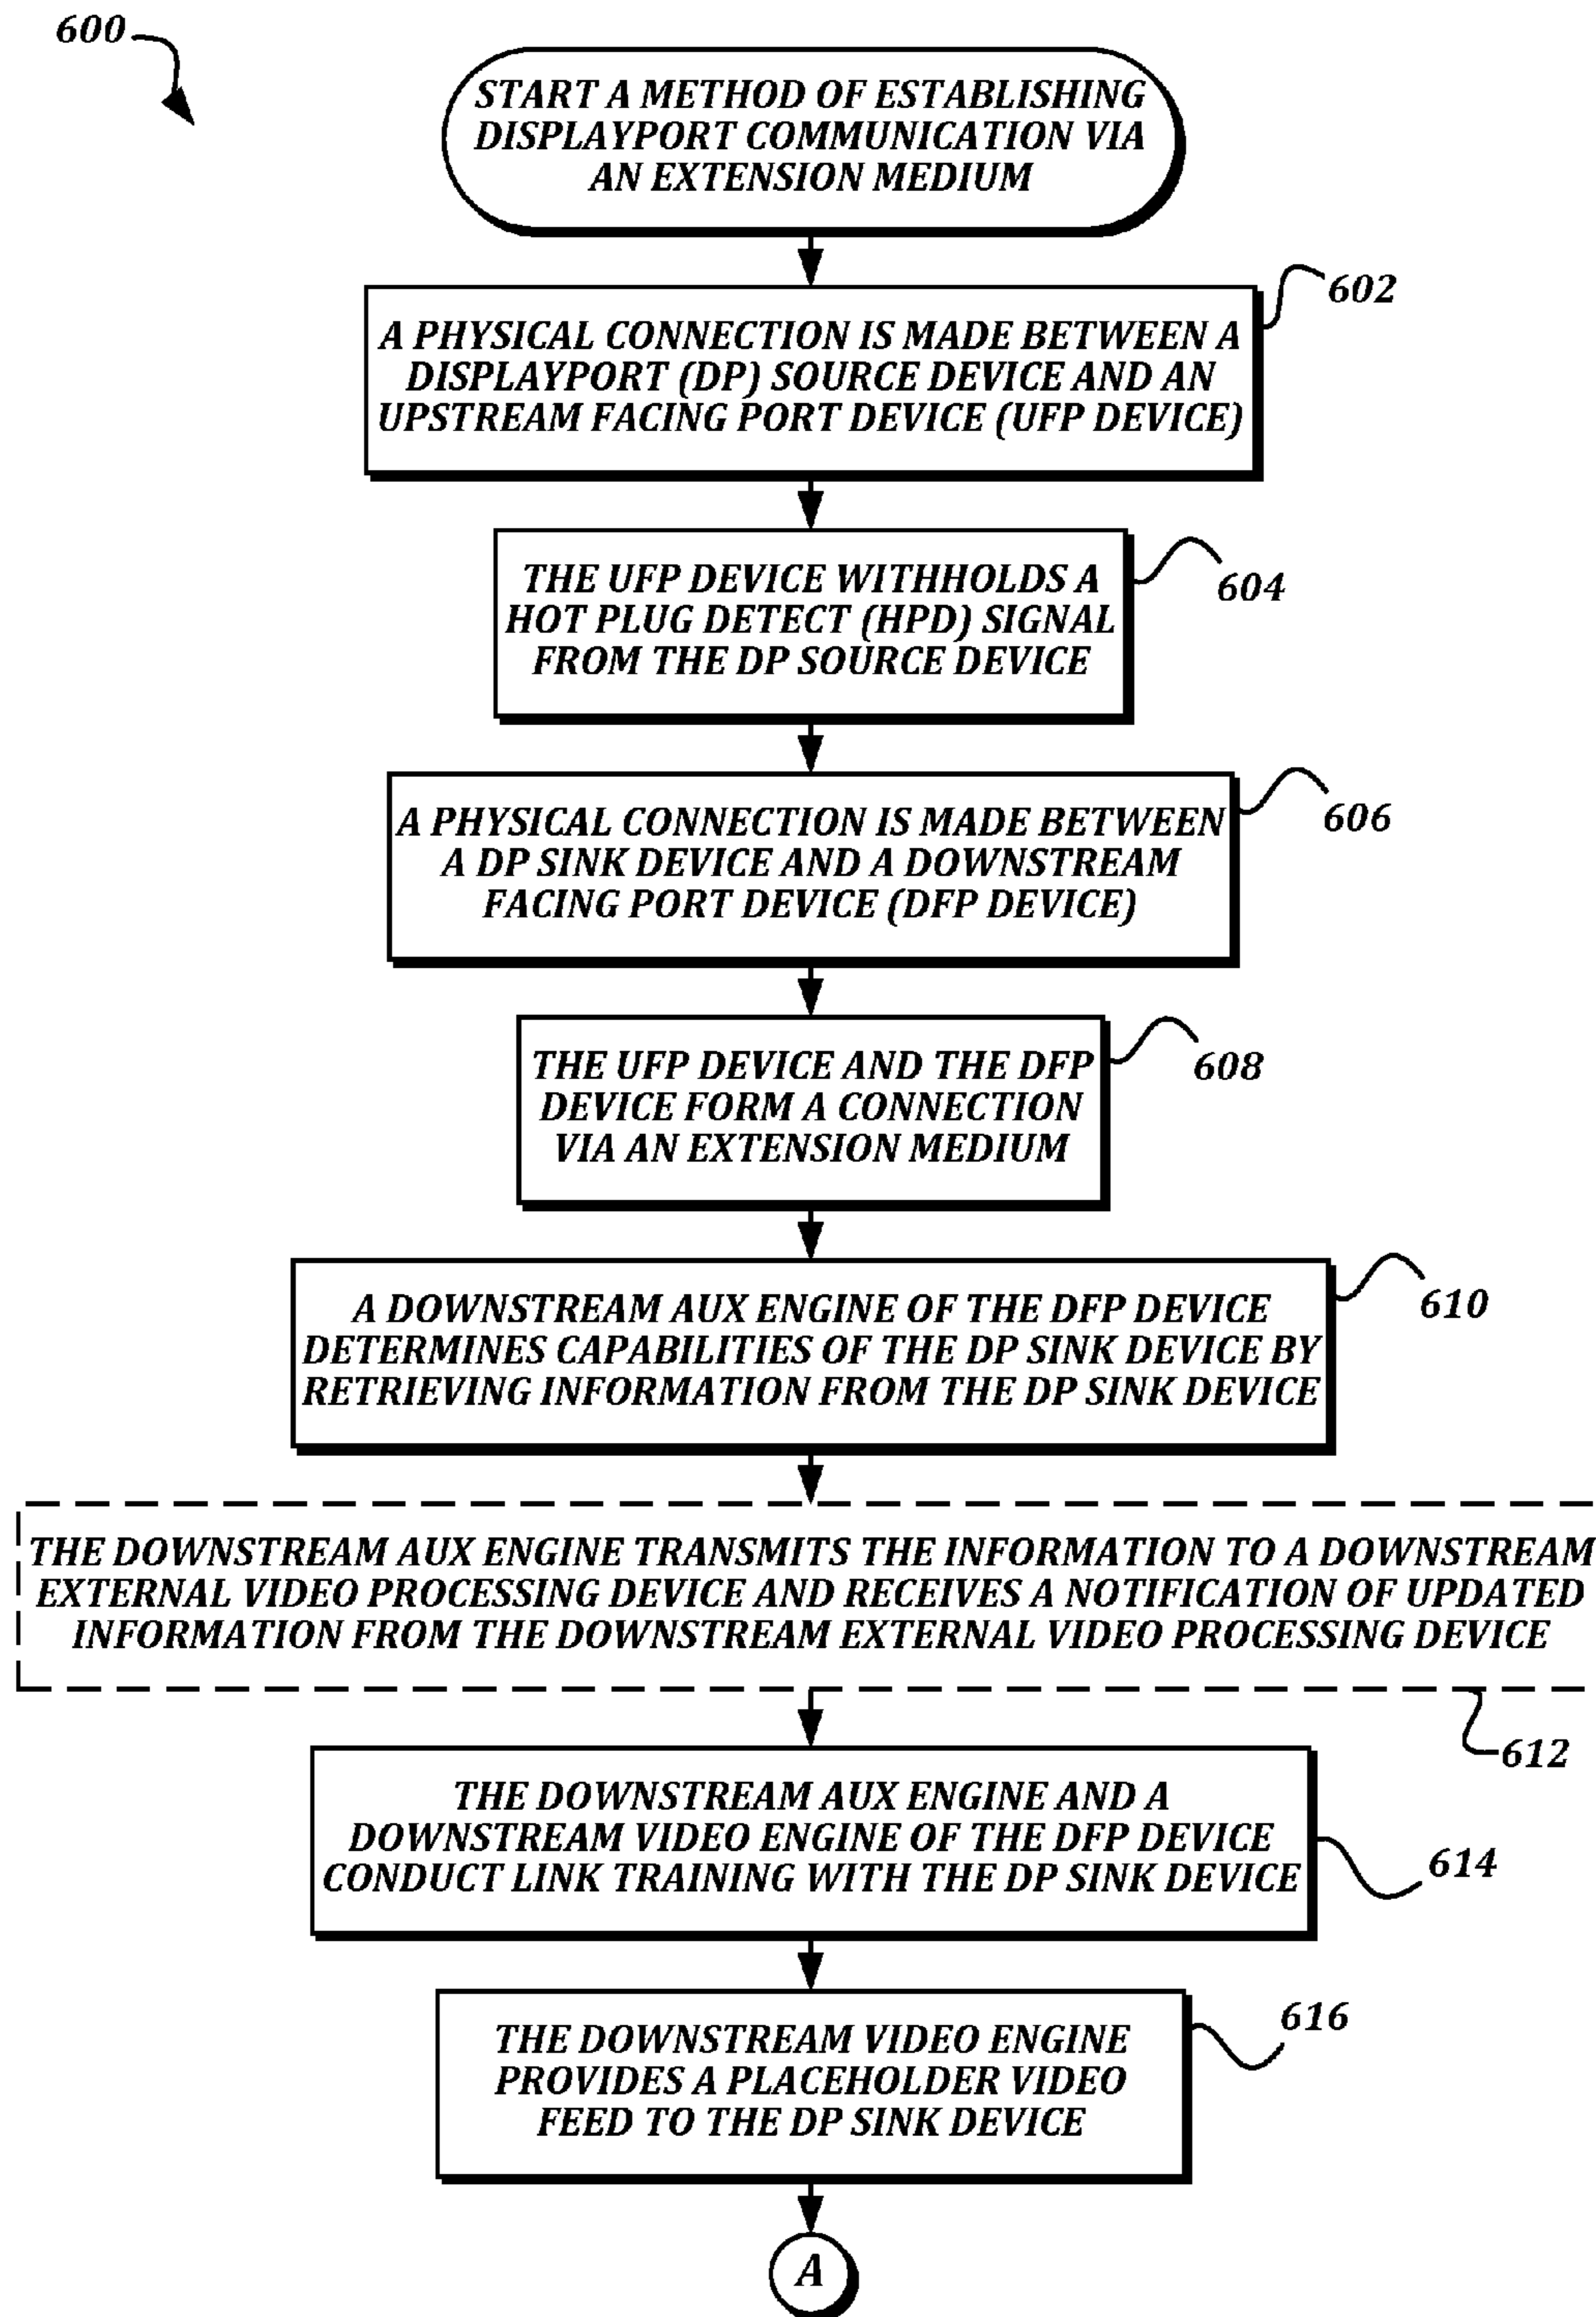 600
START A METHOD OF ESTABLISHING
DISPLAYPORT COMMUNICATION VIA
AN EXTENSION MEDIUM
602
A PHYSICAL CONNECTION IS MADE BETWEEN A
DISPLAYPORT (DP) SOURCE DEVICE AND AN
UPSTREAM FACING PORT DEVICE (UFP DEVICE)
604
THE UFP DEVICE WITHHOLDS A
HOT PLUG DETECT (HPD) SIGNAL
FROM THE DP SOURCE DEVICE
606
A PHYSICAL CONNECTION IS MADE BETWEEN
A DP SINK DEVICE AND A DOWNSTREAM
FACING PORT DEVICE (DFP DEVICE)
608
THE UFP DEVICE AND THE DFP
DEVICE FORM A CONNECTION
VIA AN EXTENSION MEDIUM
610
A DOWNSTREAM AUX ENGINE OF THE DFP DEVICE
DETERMINES CAPABILITIES OF THE DP SINK DEVICE BY
RETRIEVING INFORMATION FROM THE DP SINK DEVICE
THE DOWNSTREAM AUX ENGINE TRANSMITS THE INFORMATION TO A DOWNSTREAM
EXTERNAL VIDEO PROCESSING DEVICE AND RECEIVES A NOTIFICATION OF UPDATED
INFORMATION FROM THE DOWNSTREAM EXTERNAL VIDEO PROCESSING DEVICE
612
THE DOWNSTREAM AUX ENGINE AND A
DOWNSTREAM VIDEO ENGINE OF THE DFP DEVICE
CONDUCT LINK TRAINING WITH THE DP SINK DEVICE
614
616
THE DOWNSTREAM VIDEO ENGINE
PROVIDES A PLACEHOLDER VIDEO
FEED TO THE DP SINK DEVICE
A